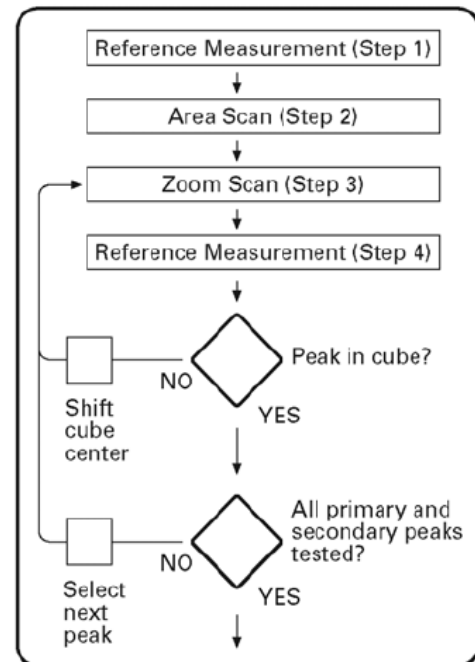 Reference Measurement (Step 1)
Area Scan (Step 2)
Zoom Scan (Step 3)
Reference Measurement (Step 4)
Peak in cube?
NO
YES
Shift
cube
center
All primary and
secondary peaks
tested?
NO
YES
Select
next
peak